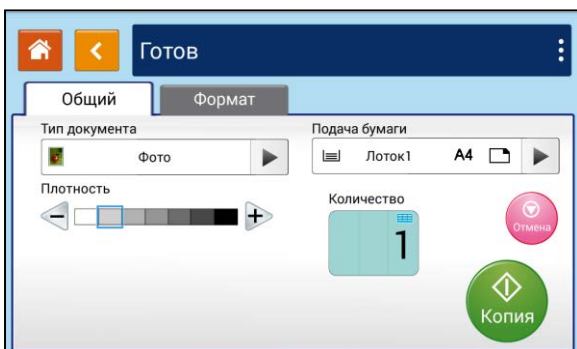 Готов
Общий Формат
Тип документа Подача бумаги
Фото Лоток1 A4
Плотность Количество
1
Отмена
Копия